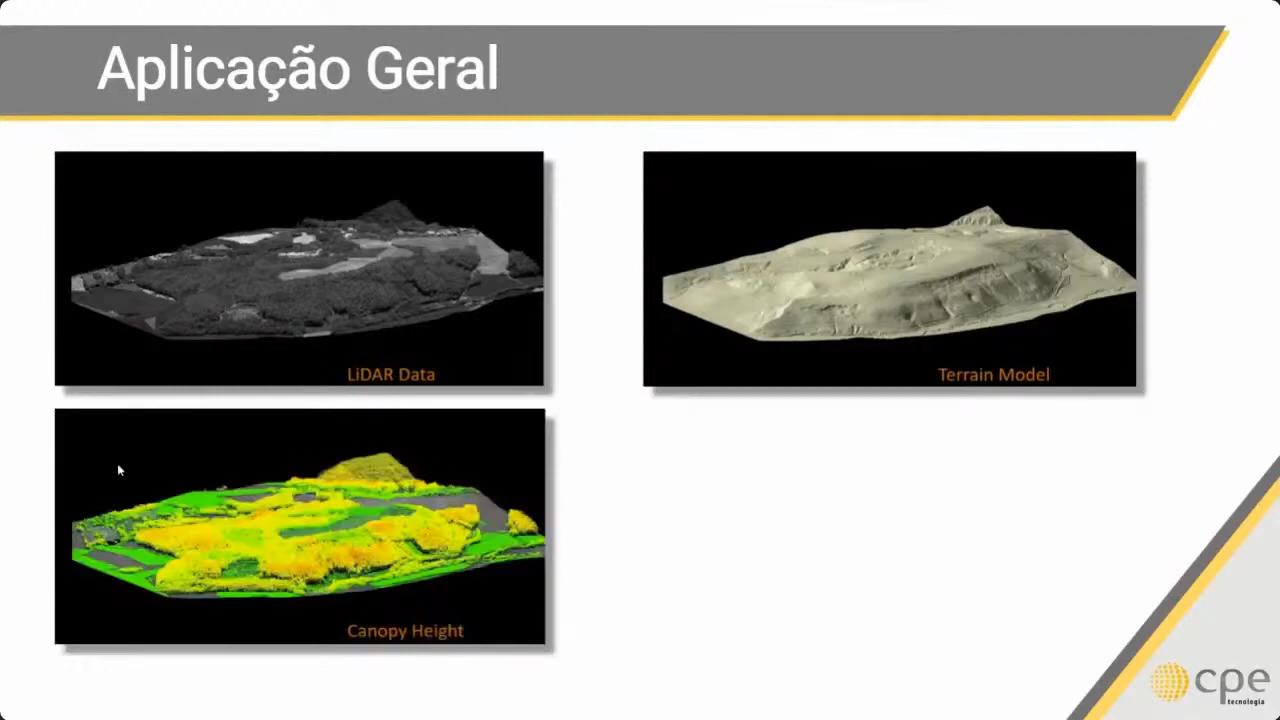 Aplicação Geral
LiDAR Data
Terrain Model
Canopy Height
cpe
tecnologia